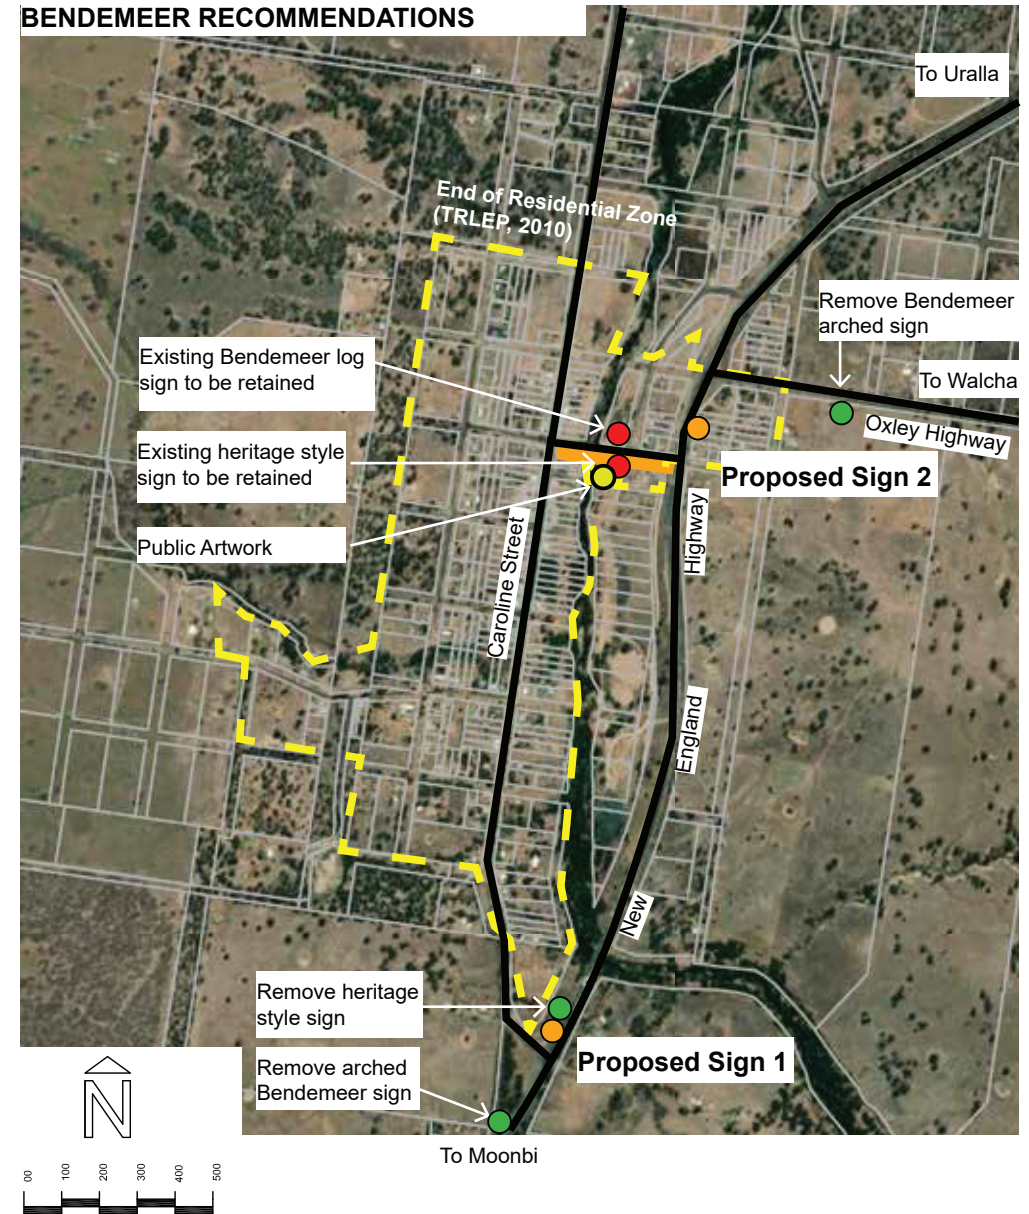 BENDEMEER RECOMMENDATIONS
To Uralla
End of Residential Zone
(TRLEP, 2010)
Remove Bendemeer
arched sign
Existing Bendemeer log
sign to be retained
To Walcha
Oxley Highway
Existing heritage style
sign to be retained
Proposed Sign 2
Public Artwork
Caroline Street
Highway
England
New
Remove heritage
style sign
Proposed Sign 1
Remove arched
Bendemeer sign
N
To Moonbi
00 100 200 300 400 500